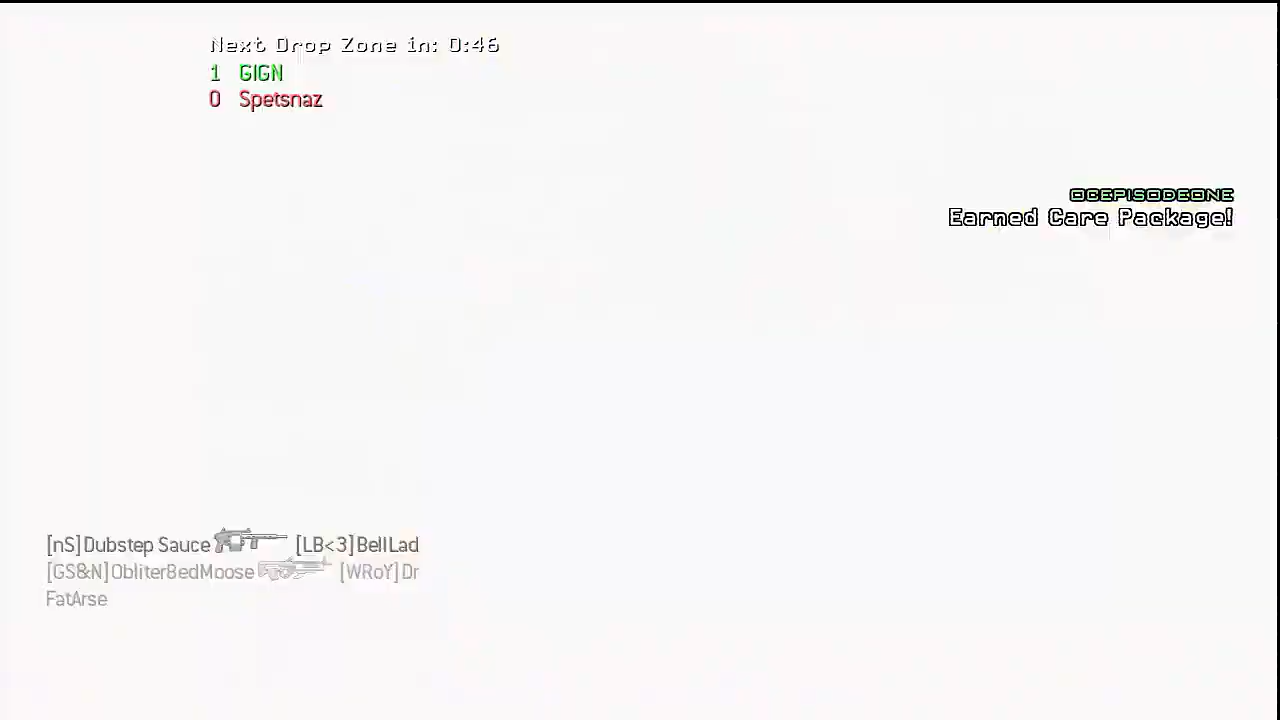 Next Drop Zone in: 0:46
1 GIGN
0 Spetsnaz
OCEPISODEONE
Earned Care Package!
[nS]Dubstep Sauce [LB<3]BellLad
[GS&N]ObliterBedMoose [WRoY]Dr
FatArse